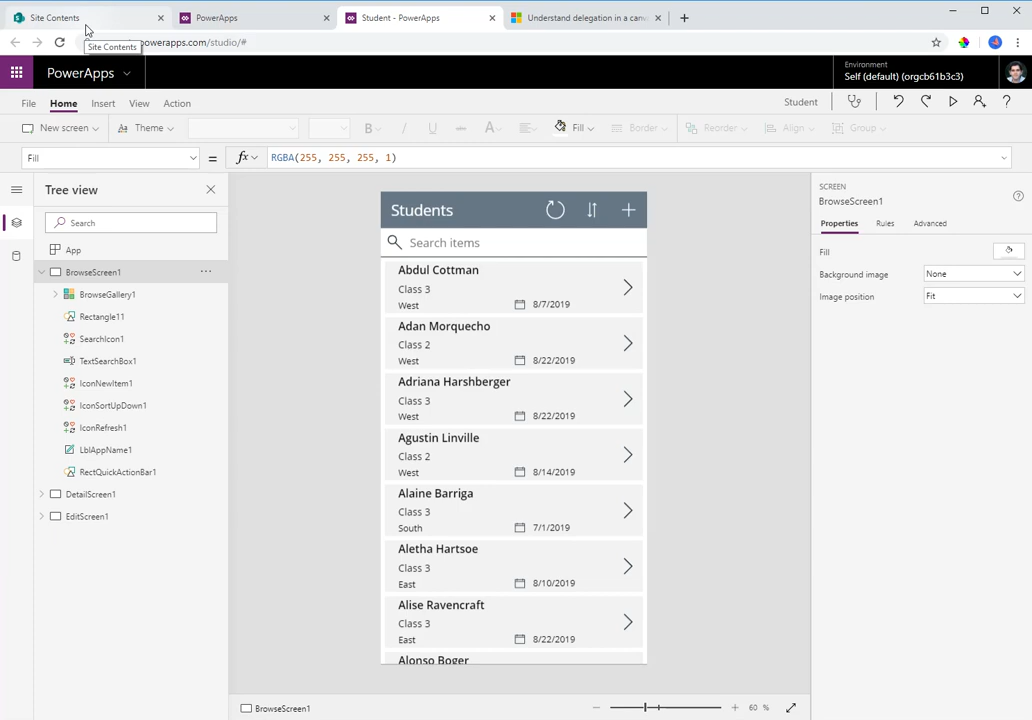 Site Contents
PowerApps
Student - PowerApps
Understand delegation in a canv
Site Contents
powerapps.com/studio/#
PowerApps
Environment
Self (default) (orgcb61b3c3)
File Home Insert View Action
Student
New screen
Theme
B
Fill
Border
Reorder
Align
Group
Fill
=
fx
RGBA(255, 255, 255, 1)
Tree view
Search
App
BrowseScreen1
BrowseGallery1
Rectangle11
SearchIcon1
TextSearchBox1
IconNewItem1
IconSortUpDown1
IconRefresh1
LblAppName1
RectQuickActionBar1
DetailScreen1
EditScreen1
Students
Search items
Abdul Cottman
Class 3
West 8/7/2019
Adan Morquecho
Class 2
West 8/22/2019
Adriana Harshberger
Class 3
West 8/22/2019
Agustin Linville
Class 2
West 8/14/2019
Alaine Barriga
Class 3
South 7/1/2019
Aletha Hartsoe
Class 3
East 8/10/2019
Alise Ravencraft
Class 3
East 8/22/2019
Alonso Boger
SCREEN
BrowseScreen1
Properties Rules Advanced
Fill
Background image None
Image position Fit
BrowseScreen1
60 %